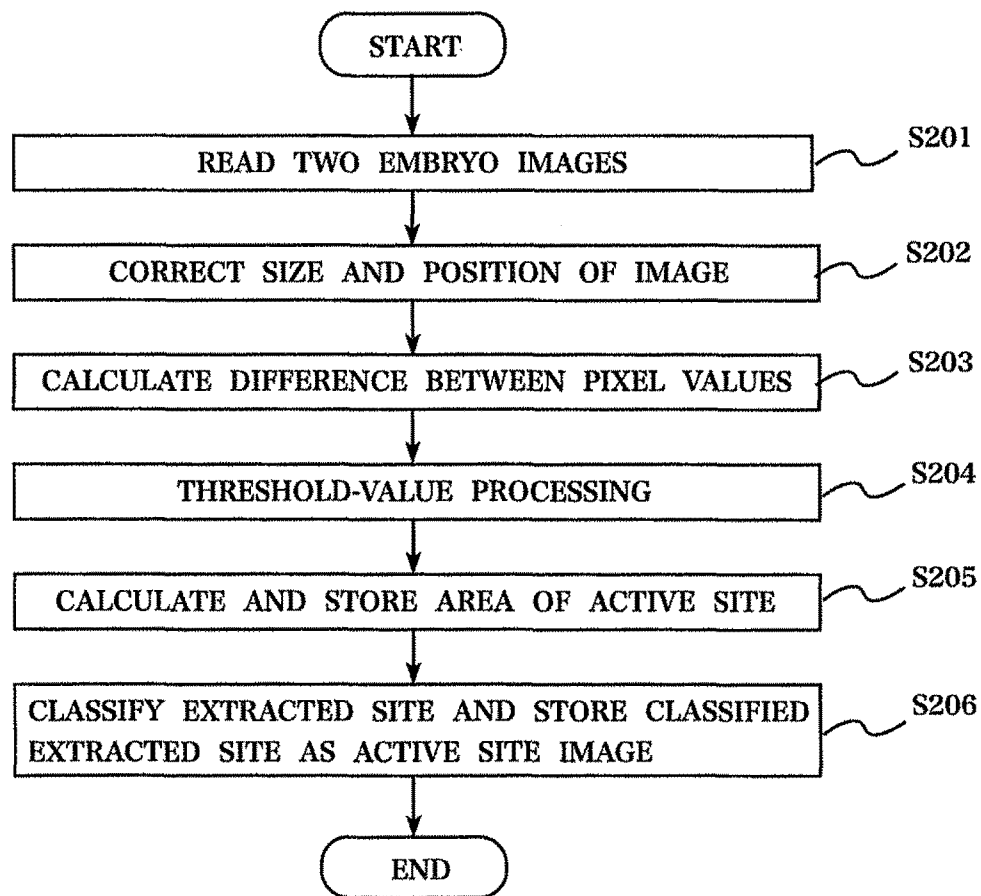 START
READ TWO EMBRYO IMAGES
S201
CORRECT SIZE AND POSITION OF IMAGE
S202
CALCULATE DIFFERENCE BETWEEN PIXEL VALUES
S203
THRESHOLD-VALUE PROCESSING
S204
CALCULATE AND STORE AREA OF ACTIVE SITE
S205
CLASSIFY EXTRACTED SITE AND STORE CLASSIFIED
EXTRACTED SITE AS ACTIVE SITE IMAGE
S206
END